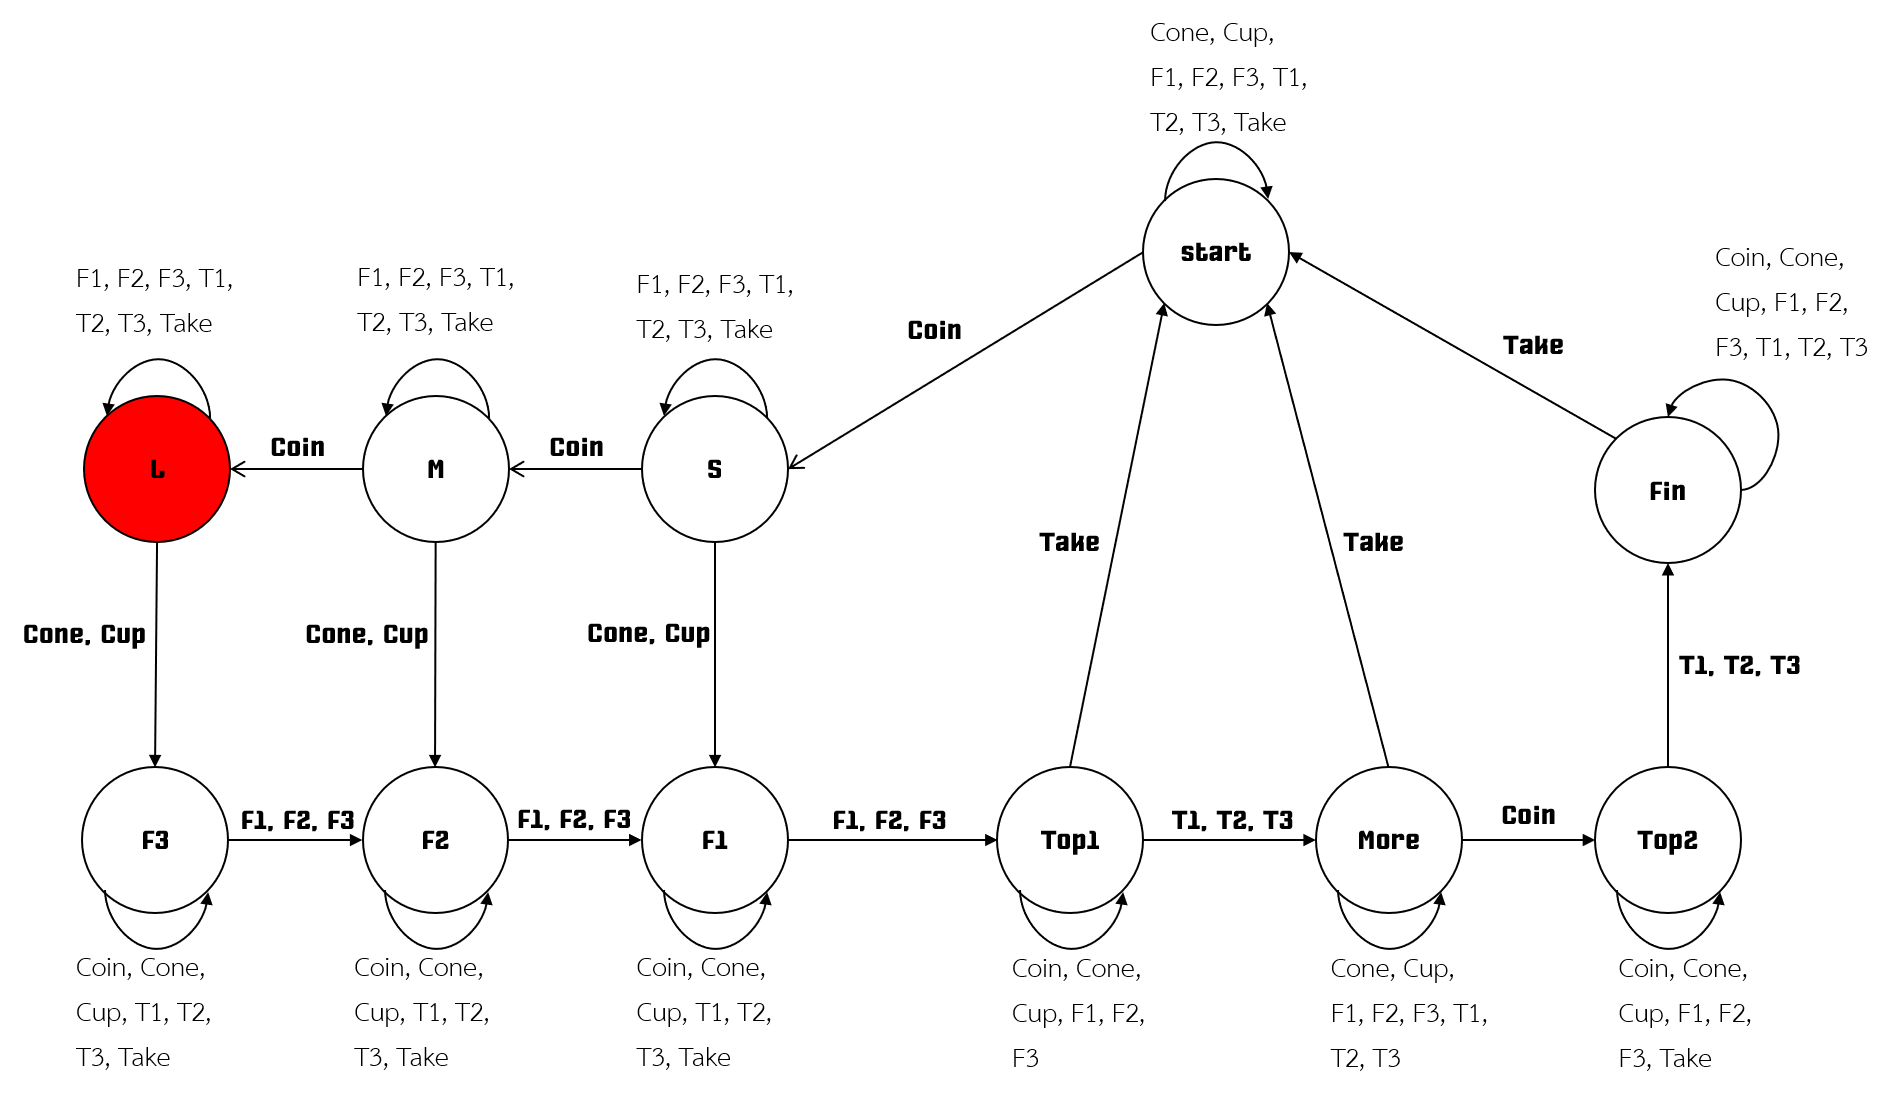 Cone, Cup,
F1, F2, F3, T1,
T2, T3, Take
start
Coin, Cone,
Cup, F1, F2,
F3, T1, T2, T3
F1, F2, F3, T1,
T2, T3, Take
F1, F2, F3, T1,
T2, T3, Take
F1, F2, F3, T1,
T2, T3, Take
Coin
Take
L
Coin
M
Coin
S
Fin
Take
Take
Cone, Cup
Cone, Cup
Cone, Cup
T1, T2, T3
F3
F1, F2, F3
F2
F1, F2, F3
F1
F1, F2, F3
Top1
T1, T2, T3
More
Coin
Top2
Coin, Cone,
Cup, T1, T2,
T3, Take
Coin, Cone,
Cup, T1, T2,
T3, Take
Coin, Cone,
Cup, T1, T2,
T3, Take
Coin, Cone,
Cup, F1, F2,
F3
Cone, Cup,
F1, F2, F3, T1,
T2, T3
Coin, Cone,
Cup, F1, F2,
F3, Take